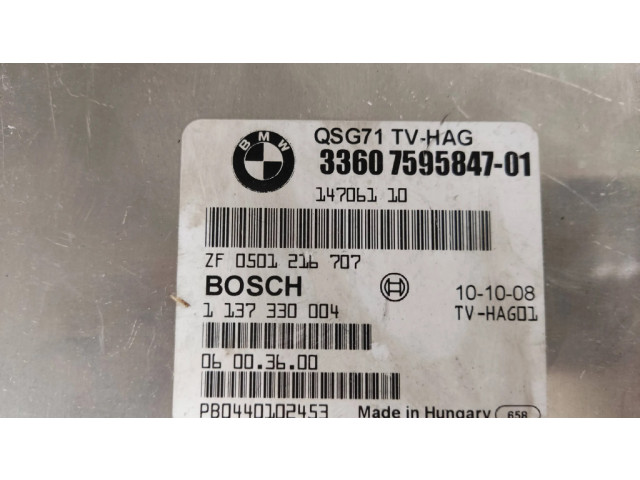 BMW
QSG71 TV-HAG
3360 7595847-01
147061 10
ZF 0501 216 707
BOSCH
10-10-08
1 137 330 004
TV-HAG01
06 00.36.00
PB0440102453
Made in Hungary 658